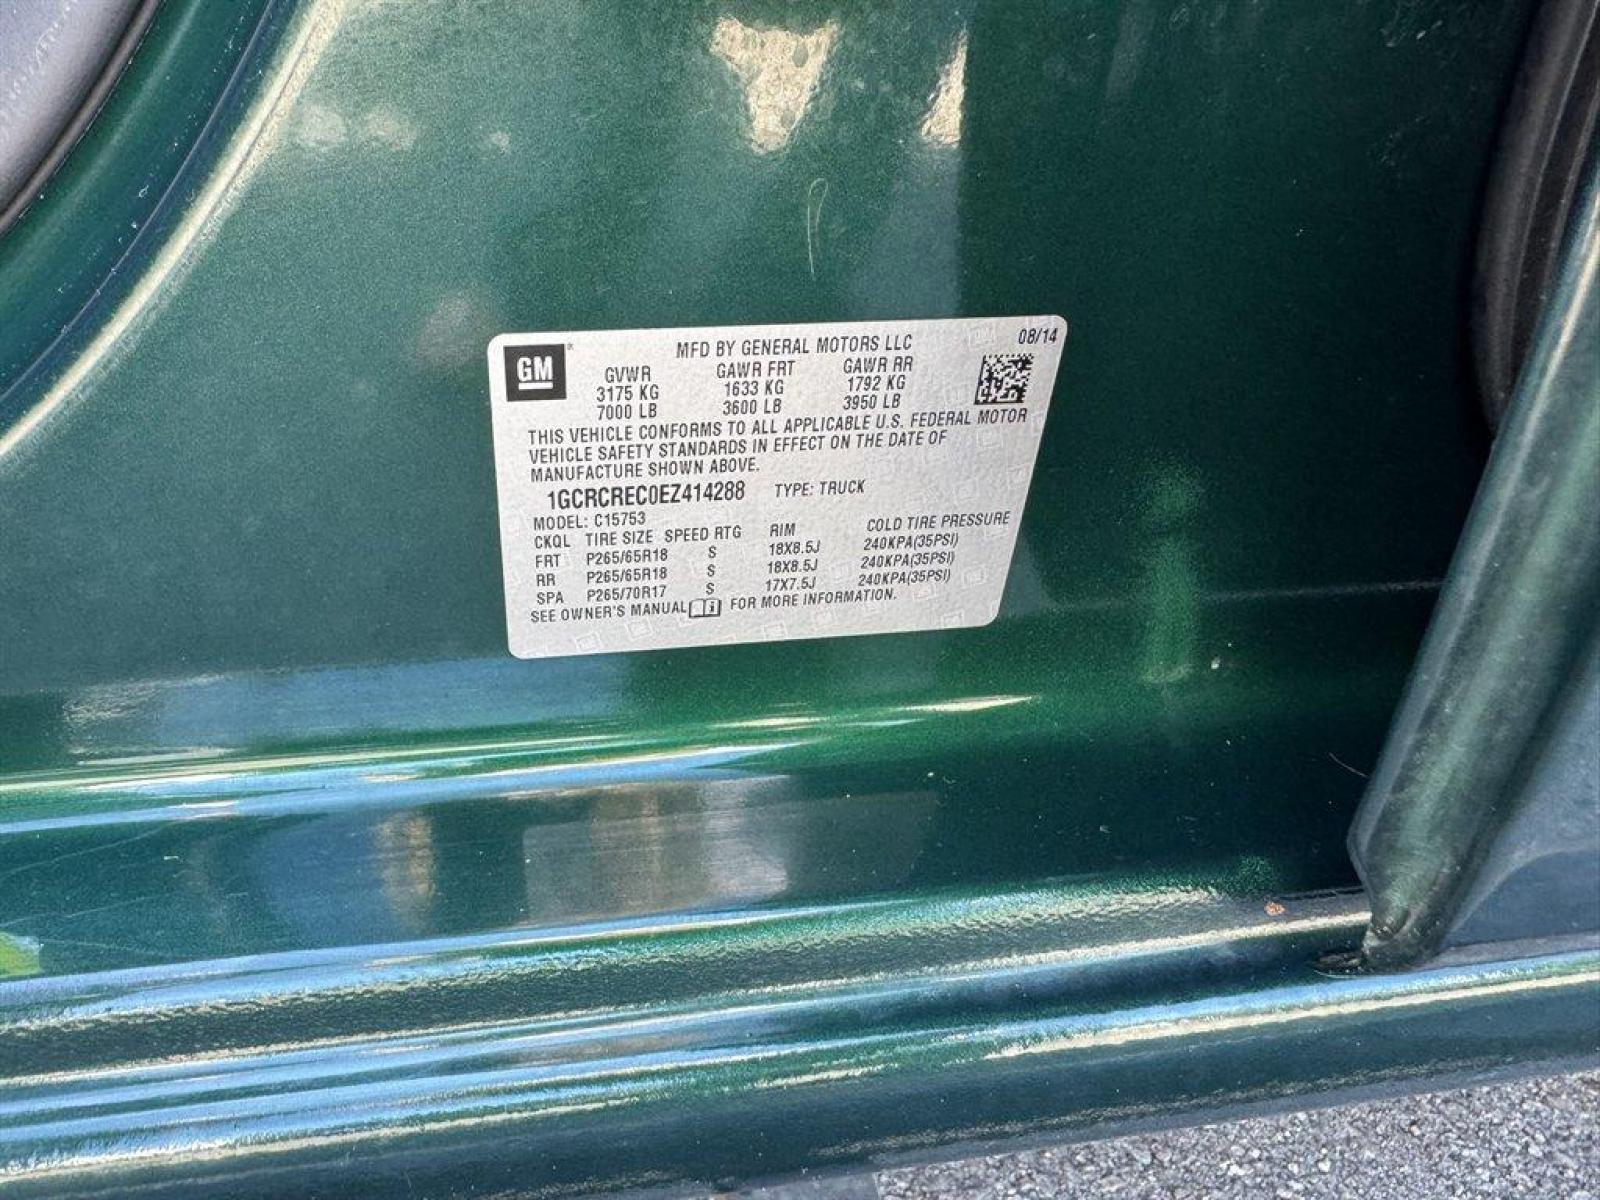 GM
MFD BY GENERAL MOTORS LLC 08/14
GVWR GAWR FRT GAWR RR
3175 KG 1633 KG 1792 KG
7000 LB 3600 LB 3950 LB
THIS VEHICLE CONFORMS TO ALL APPLICABLE U.S. FEDERAL MOTOR
VEHICLE SAFETY STANDARDS IN EFFECT ON THE DATE OF
MANUFACTURE SHOWN ABOVE.
1GCRCREC0EZ414288 TYPE: TRUCK
MODEL: C15753
CKQL TIRE SIZE SPEED RTG RIM COLD TIRE PRESSURE
FRT P265/65R18 S 18X8.5J 240KPA(35PSI)
RR P265/65R18 S 18X8.5J 240KPA(35PSI)
SPA P265/70R17 S 17X7.5J 240KPA(35PSI)
SEE OWNER'S MANUAL FOR MORE INFORMATION.